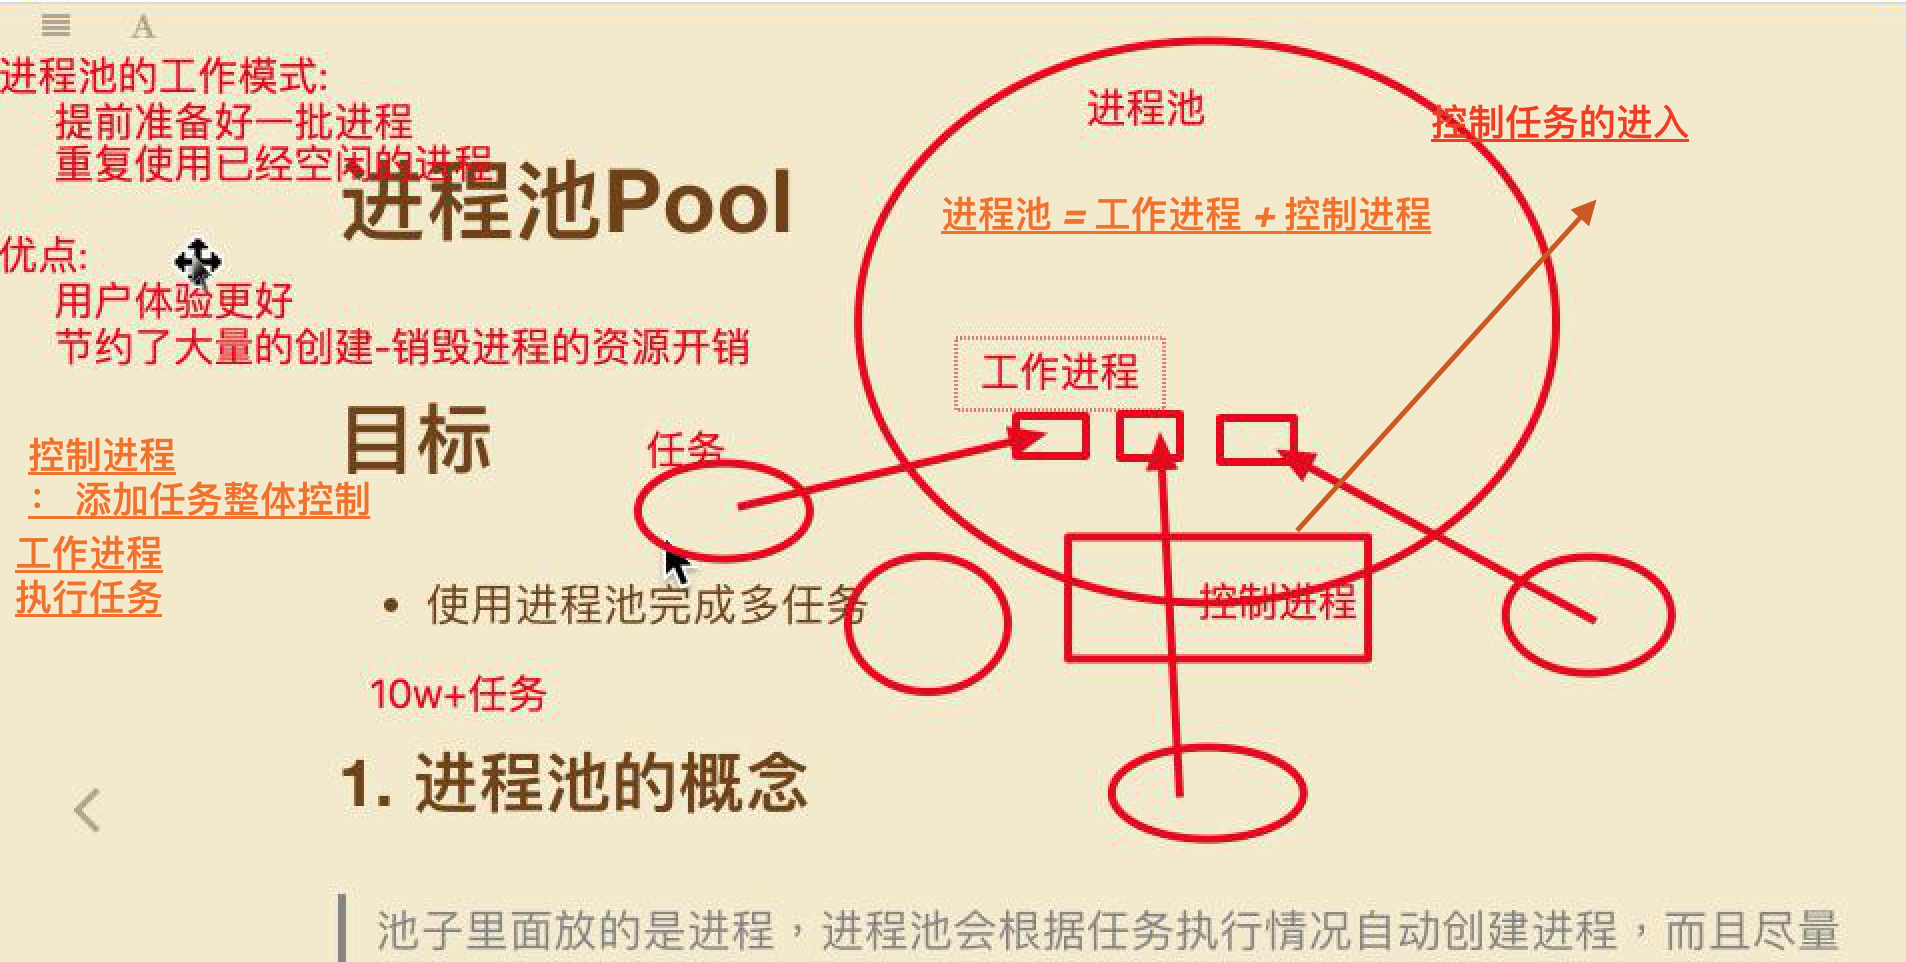 A
进程池的工作模式:
提前准备好一批进程
重复使用已经空闲的进程
进程池Pool
优点:
用户体验更好
节约了大量的创建-销毁进程的资源开销
目标
控制进程
： 添加任务整体控制
工作进程
执行任务
任务
• 使用进程池完成多任务
10w+任务
进程池
控制任务的进入
进程池 = 工作进程 + 控制进程
工作进程
控制进程
1. 进程池的概念
池子里面放的是进程，进程池会根据任务执行情况自动创建进程，而且尽量